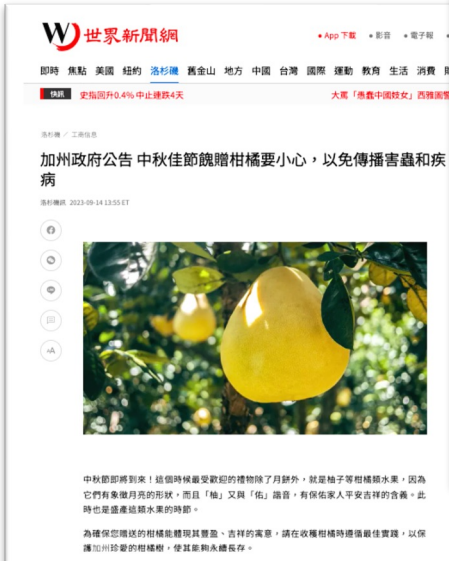 W 世界新聞網
• App 下載 • 影音 • 電子報
即時 焦點 美國 紐約 洛杉磯 舊金山 地方 中國 台灣 國際 運動 教育 生活 消費
快訊 史指回升0.4% 中止連跌4天
洛杉磯 / 工商信息
加州政府公告 中秋佳節餽贈柑橘要小心，以免傳播害蟲和疾
病
洛杉磯訊 2023-09-14 13:55 ET
中秋節即將到來！這個時候最受歡迎的禮物除了月餅外，就是柚子等柑橘類水果，因為
它們有象徵月亮的形狀，而且「柚」又與「佑」諧音，有保佑家人平安吉祥的含義。此
時也是盛產這類水果的時節。
為確保您贈送的柑橘能體現其豐盈、吉祥的寓意，請在收穫柑橘時遵循最佳實踐，以保
護加州珍愛的柑橘樹，使其能夠永續長存。